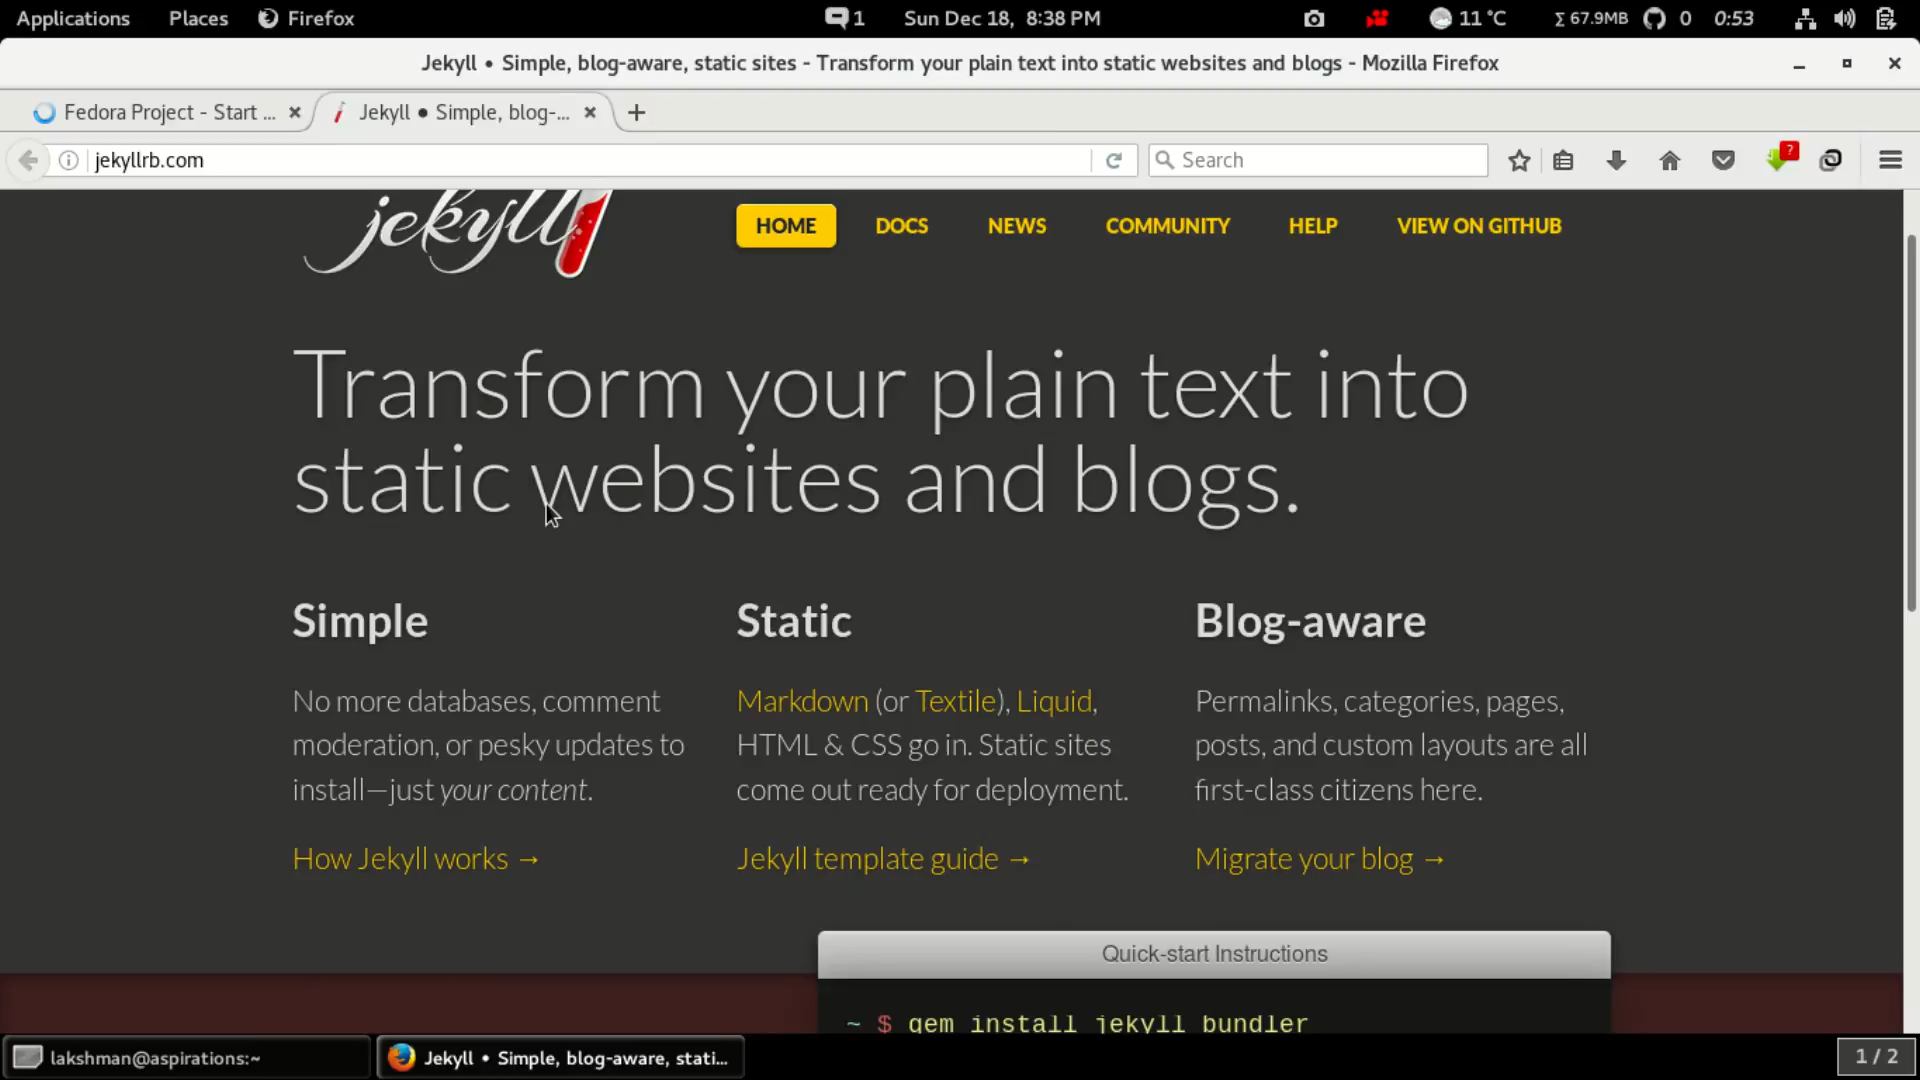 Applications Places Firefox 1 Sun Dec 18, 8:38 PM 11 °C Σ 67.9MB 0 0:53
Jekyll • Simple, blog-aware, static sites - Transform your plain text into static websites and blogs - Mozilla Firefox
Fedora Project - Start ... Jekyll • Simple, blog-...
jekyllrb.com Search ?
jekyll HOME DOCS NEWS COMMUNITY HELP VIEW ON GITHUB
Transform your plain text into
static websites and blogs.
Simple
No more databases, comment
moderation, or pesky updates to
install—just your content.
How Jekyll works →
Static
Markdown (or Textile), Liquid,
HTML & CSS go in. Static sites
come out ready for deployment.
Jekyll template guide →
Blog-aware
Permalinks, categories, pages,
posts, and custom layouts are all
first-class citizens here.
Migrate your blog →
Quick-start Instructions
~ $ gem install jekyll bundler
lakshman@aspirations:~ Jekyll • Simple, blog-aware, stati... 1 / 2